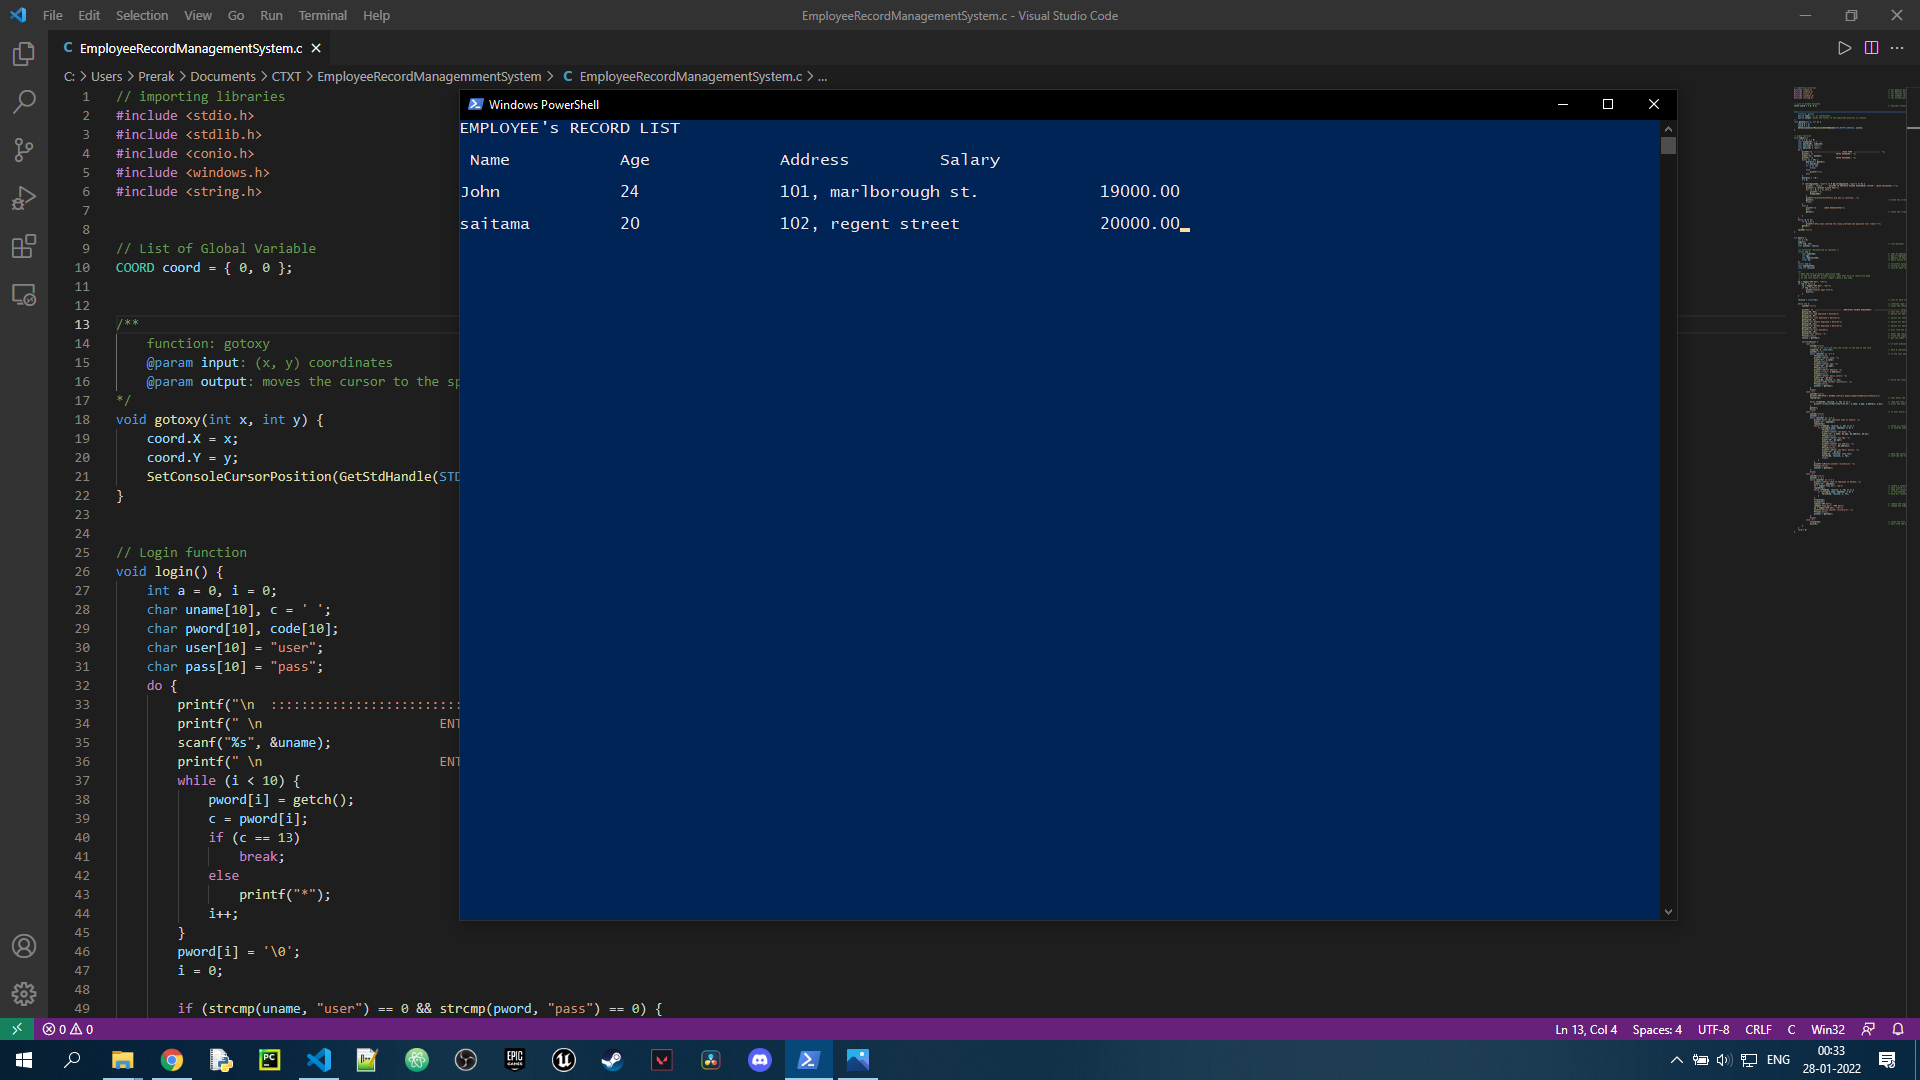 File Edit Selection View Go Run Terminal Help
EmployeeRecordManagementSystem.c - Visual Studio Code
C EmployeeRecordManagementSystem.c
C: > Users > Prerak > Documents > CTXT > EmployeeRecordManagemmentSystem > C EmployeeRecordManagementSystem.c > ...
1 // importing libraries
2 #include <stdio.h>
3 #include <stdlib.h>
4 #include <conio.h>
5 #include <windows.h>
6 #include <string.h>
7
8
9 // List of Global Variable
10 COORD coord = { 0, 0 };
11
12
13 /**
14 function: gotoxy
15 @param input: (x, y) coordinates
16 @param output: moves the cursor to the sp
17 */
18 void gotoxy(int x, int y) {
19 coord.X = x;
20 coord.Y = y;
21 SetConsoleCursorPosition(GetStdHandle(STD
22 }
23
24
25 // Login function
26 void login() {
27 int a = 0, i = 0;
28 char uname[10], c = ' ';
29 char pword[10], code[10];
30 char user[10] = "user";
31 char pass[10] = "pass";
32 do {
33 printf("\n :::::::::::::::::::::::::
34 printf(" \n ENT
35 scanf("%s", &uname);
36 printf(" \n ENT
37 while (i < 10) {
38 pword[i] = getch();
39 c = pword[i];
40 if (c == 13)
41 break;
42 else
43 printf("*");
44 i++;
45 }
46 pword[i] = '\0';
47 i = 0;
48
49 if (strcmp(uname, "user") == 0 && strcmp(pword, "pass") == 0) {
Windows PowerShell
EMPLOYEE's RECORD LIST
Name Age Address Salary
John 24 101, marlborough st. 19000.00
saitama 20 102, regent street 20000.00
0 0
Ln 13, Col 4 Spaces: 4 UTF-8 CRLF C Win32
PC
EPIC GAMES
ENG
00:33
28-01-2022